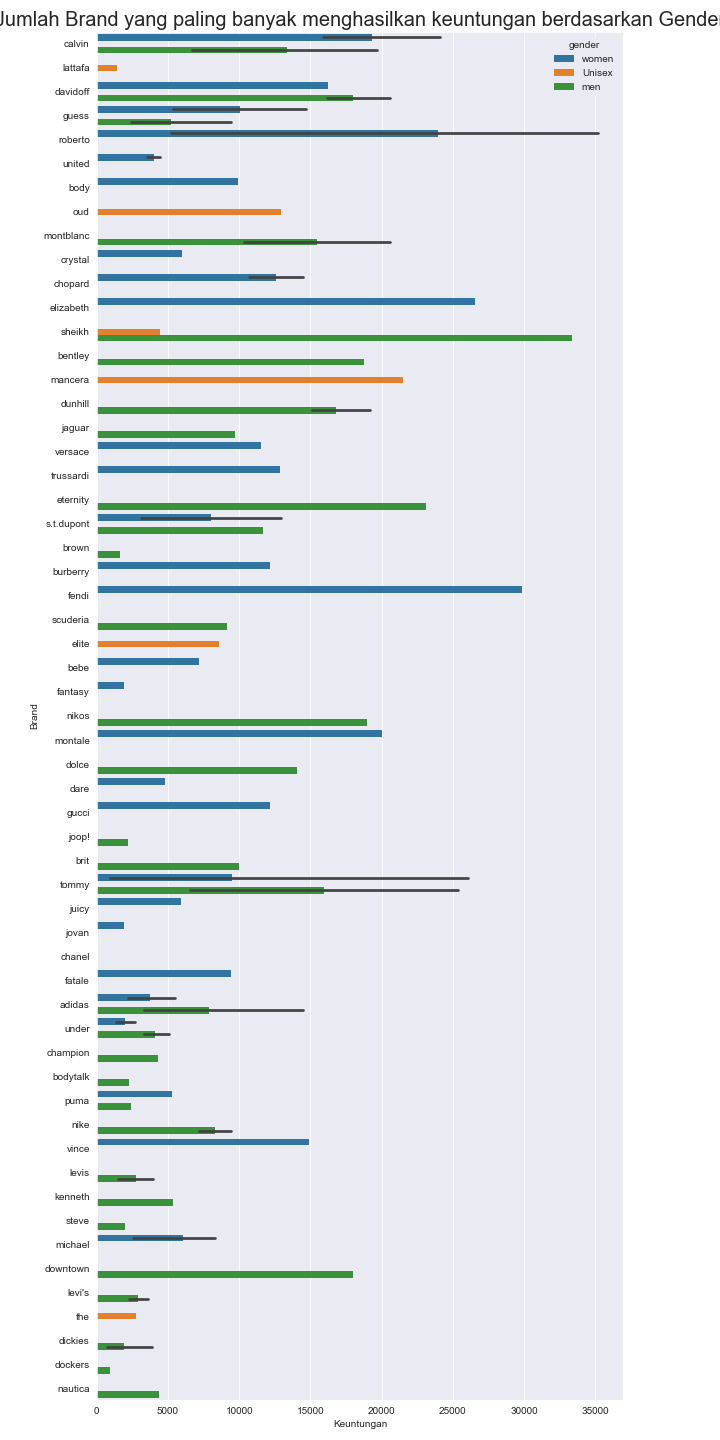 Jumlah Brand yang paling banyak menghasilkan keuntungan berdasarkan Gender
gender
women
Unisex
men
Brand
calvin
lattafa
davidoff
guess
roberto
united
body
oud
montblanc
crystal
chopard
elizabeth
sheikh
bentley
mancera
dunhill
jaguar
versace
trussardi
eternity
s.t.dupont
brown
burberry
fendi
scuderia
elite
bebe
fantasy
nikos
montale
dolce
dare
gucci
joop!
brit
tommy
juicy
jovan
chanel
fatale
adidas
under
champion
bodytalk
puma
nike
vince
levis
kenneth
steve
michael
downtown
levi's
the
dickies
dockers
nautica
0 5000 10000 15000 20000 25000 30000 35000
Keuntungan